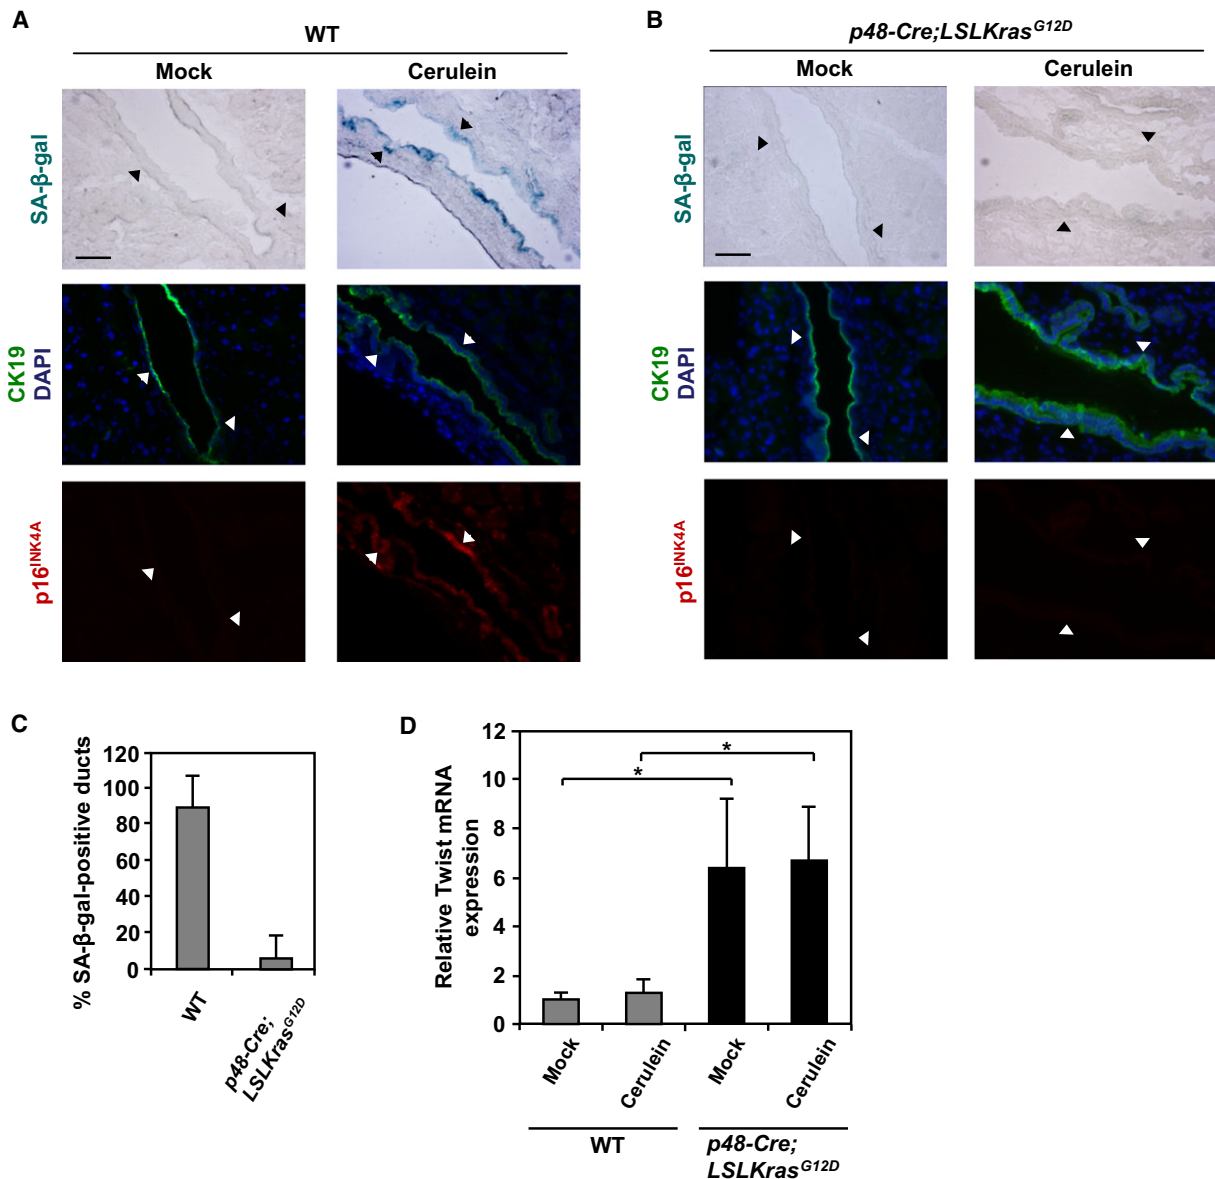 A
WT
Mock
Cerulein
SA-β-gal
CK19
DAPI
p16INK4A
B
p48-Cre;LSLKrasG12D
Mock
Cerulein
SA-β-gal
CK19
DAPI
p16INK4A
C
% SA-β-gal-positive ducts
120
100
80
60
40
20
0
WT
p48-Cre;
LSLKrasG12D
D
Relative Twist mRNA
expression
12
10
8
6
4
2
0
*
*
Mock
Cerulein
Mock
Cerulein
WT
p48-Cre;
LSLKrasG12D